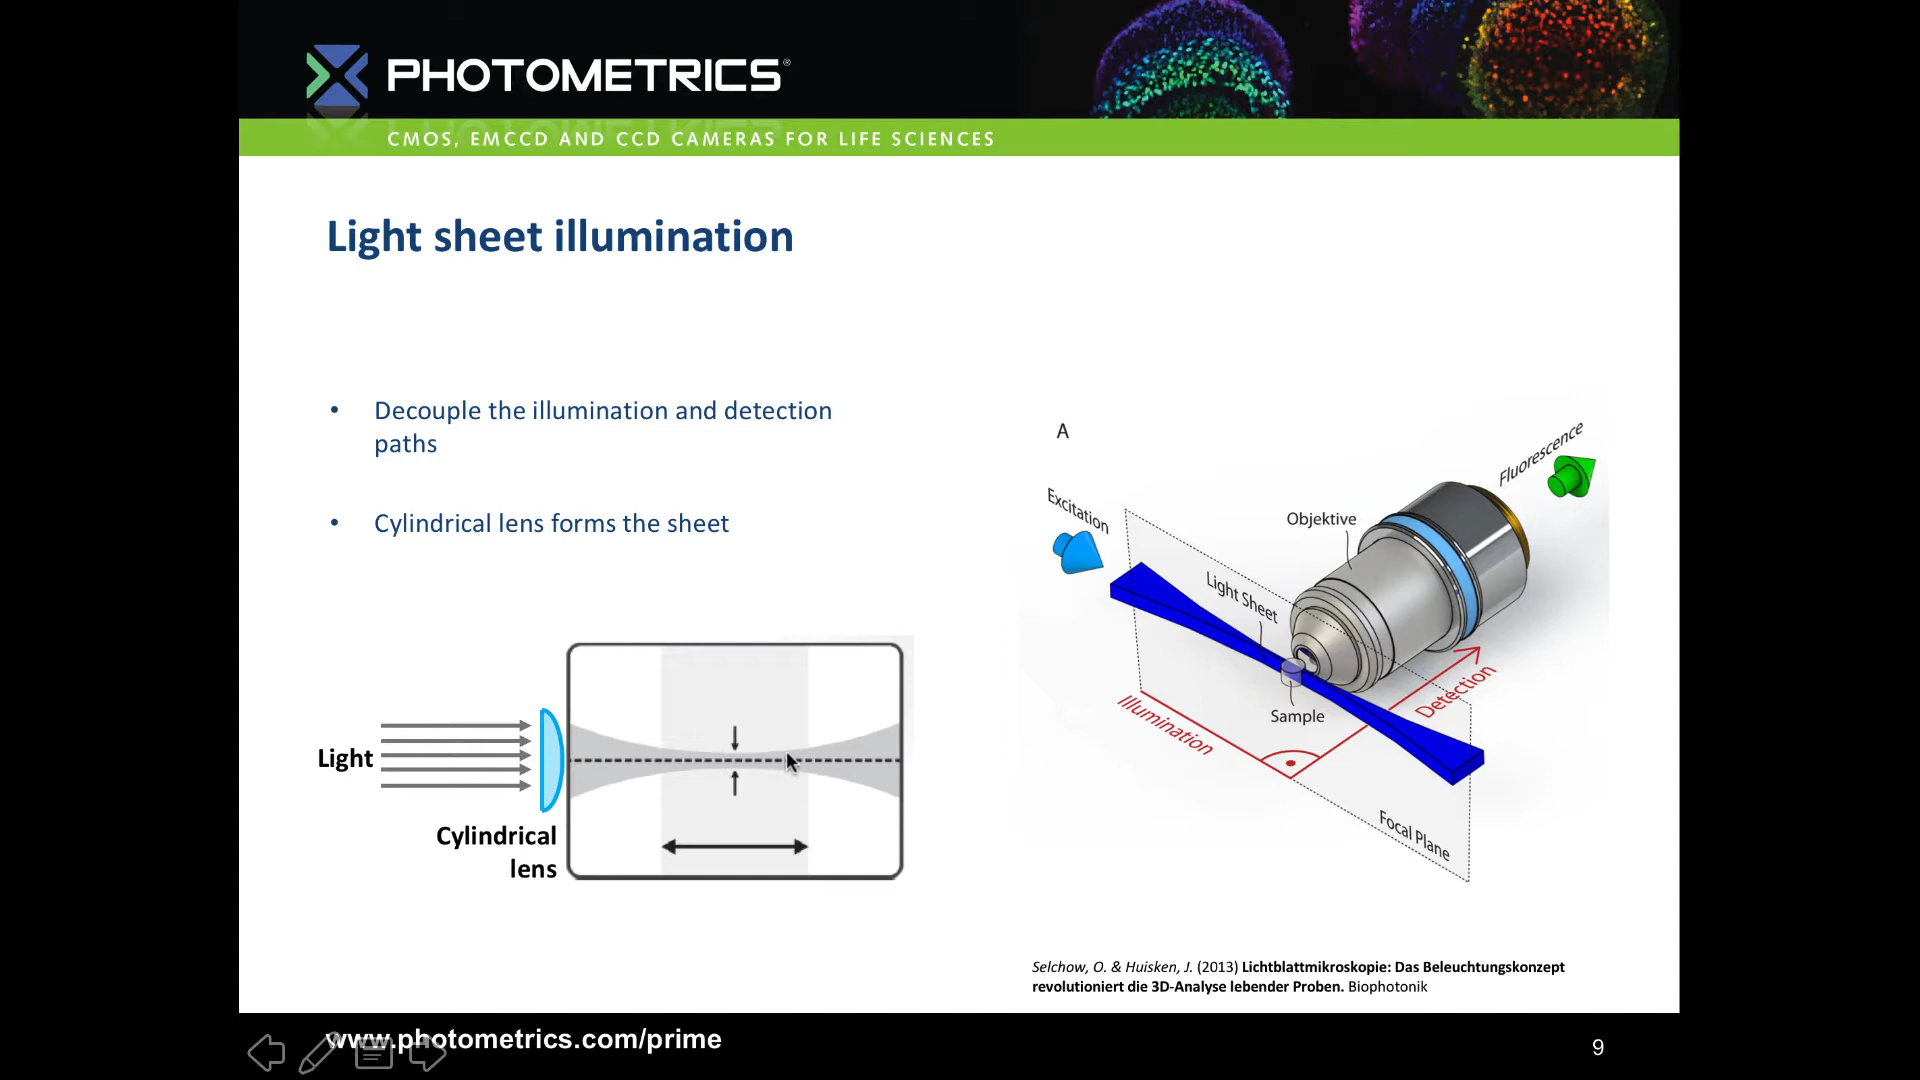 PHOTOMETRICS®
CMOS, EMCCD AND CCD CAMERAS FOR LIFE SCIENCES
Light sheet illumination
• Decouple the illumination and detection
paths
• Cylindrical lens forms the sheet
Light
Cylindrical
lens
A
Excitation
Fluorescence
Objektive
Light Sheet
Sample
Illumination
Detection
Focal Plane
Selchow, O. & Huisken, J. (2013) Lichtblattmikroskopie: Das Beleuchtungskonzept
revolutioniert die 3D-Analyse lebender Proben. Biophotonik
www.photometrics.com/prime
9